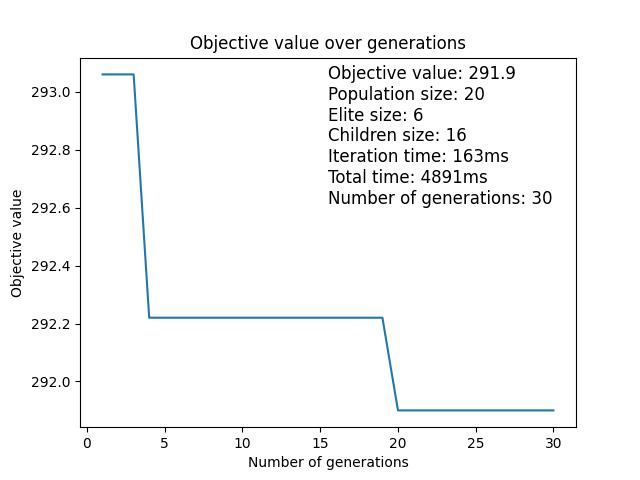 Objective value over generations
Objective value: 291.9
Population size: 20
Elite size: 6
Children size: 16
Iteration time: 163ms
Total time: 4891ms
Number of generations: 30
Objective value
293.0
292.8
292.6
292.4
292.2
292.0
0 5 10 15 20 25 30
Number of generations